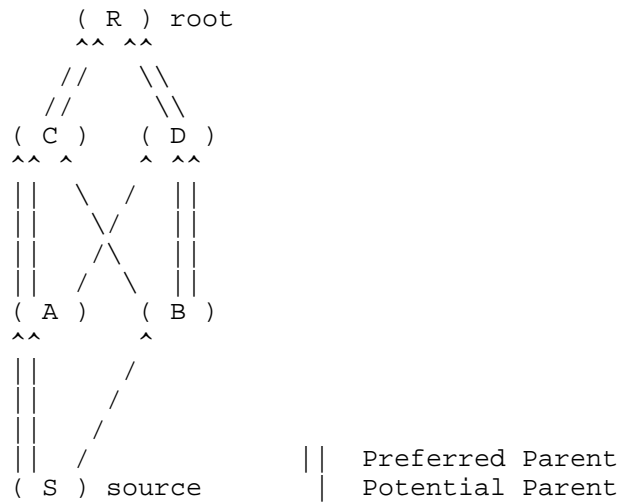 ( R ) root
^^ ^^
// \\
// \\
( C ) ( D )
^^ ^ ^ ^^
|| \ / ||
|| \/ ||
|| /\ ||
|| / \ ||
( A ) ( B )
^^ ^
|| /
|| /
|| /
|| / || Preferred Parent
( S ) source | Potential Parent